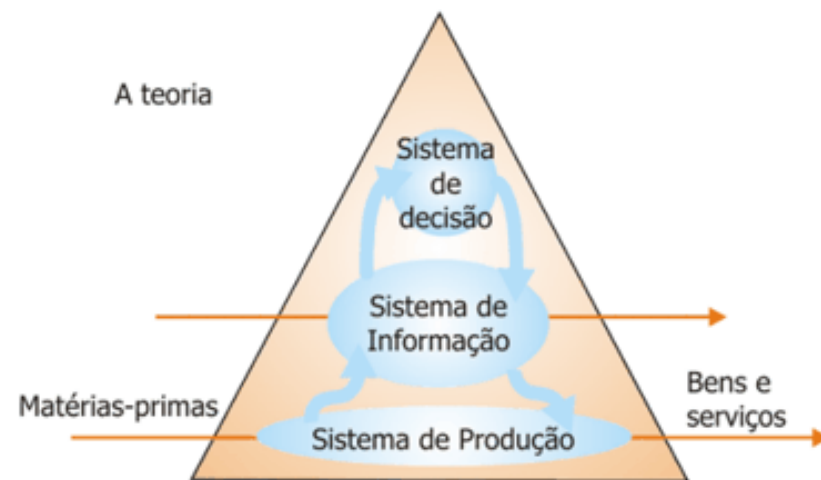 A teoria
Sistema
de
decisão
Sistema de
Informação
Matérias-primas
Bens e
serviços
Sistema de Produção